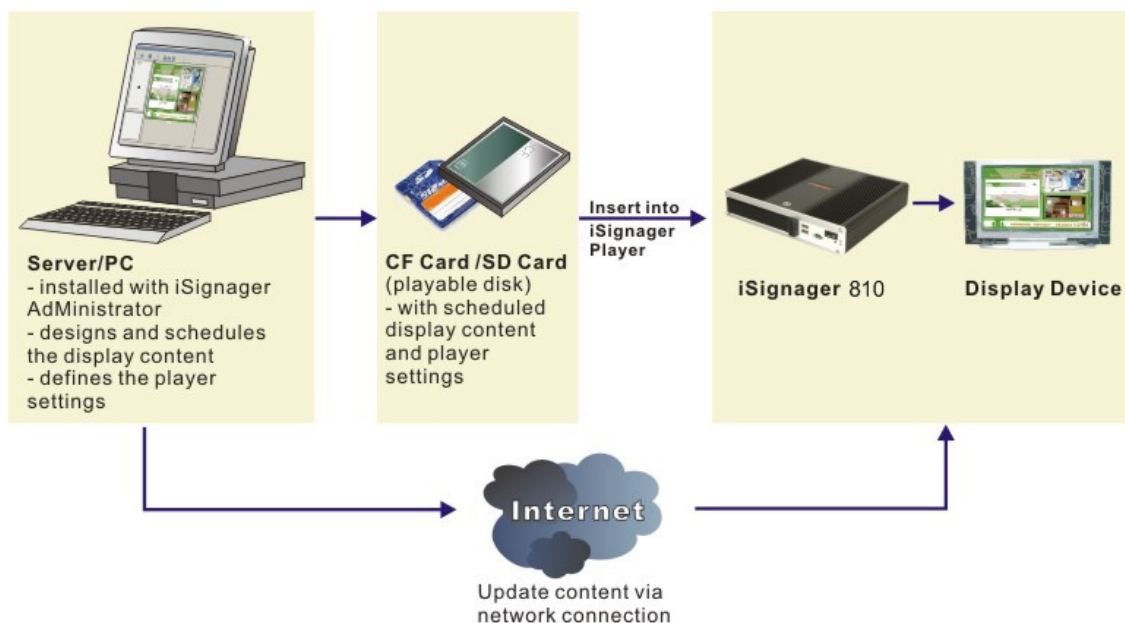 Server/PC
- installed with iSignager
AdMinistrator
- designs and schedules
the display content
- defines the player
settings
CF Card /SD Card
(playable disk)
- with scheduled
display content
and player
settings
Insert into
iSignager
Player
iSignager 810
Display Device
Internet
Update content via
network connection